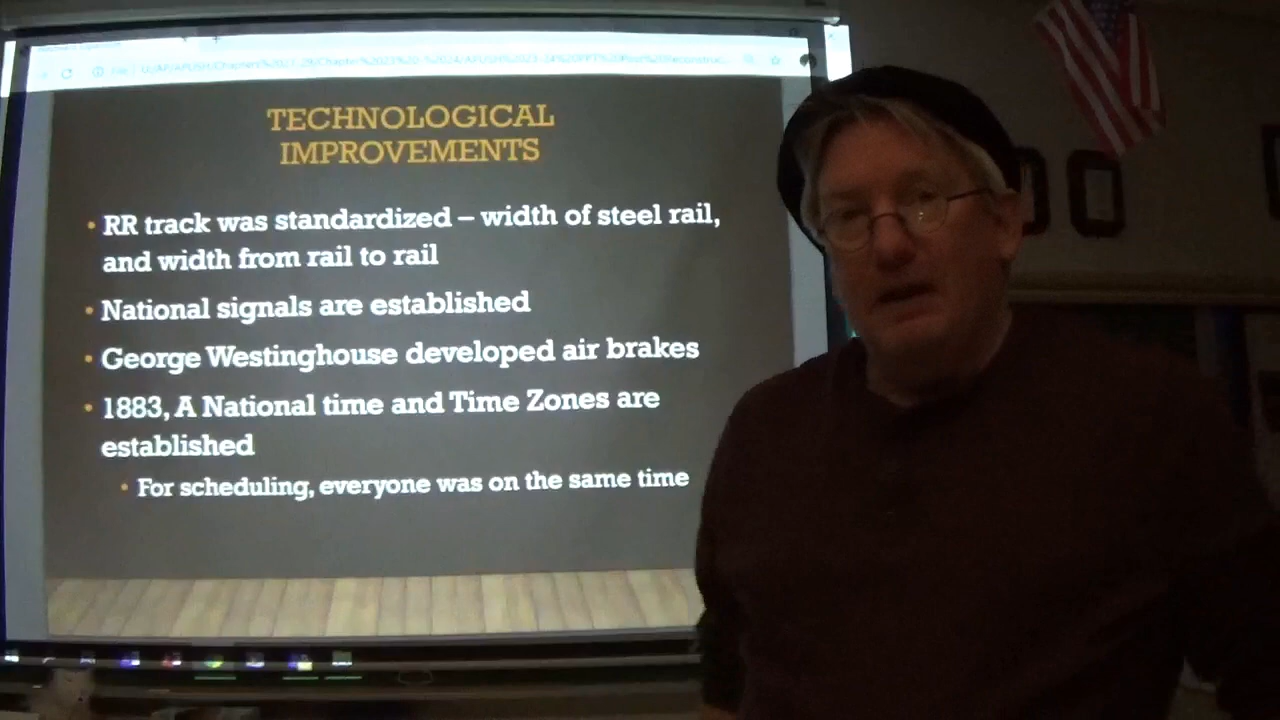 TECHNOLOGICAL
IMPROVEMENTS
• RR track was standardized – width of steel rail,
and width from rail to rail
• National signals are established
• George Westinghouse developed air brakes
• 1883, A National time and Time Zones are
established
• For scheduling, everyone was on the same time